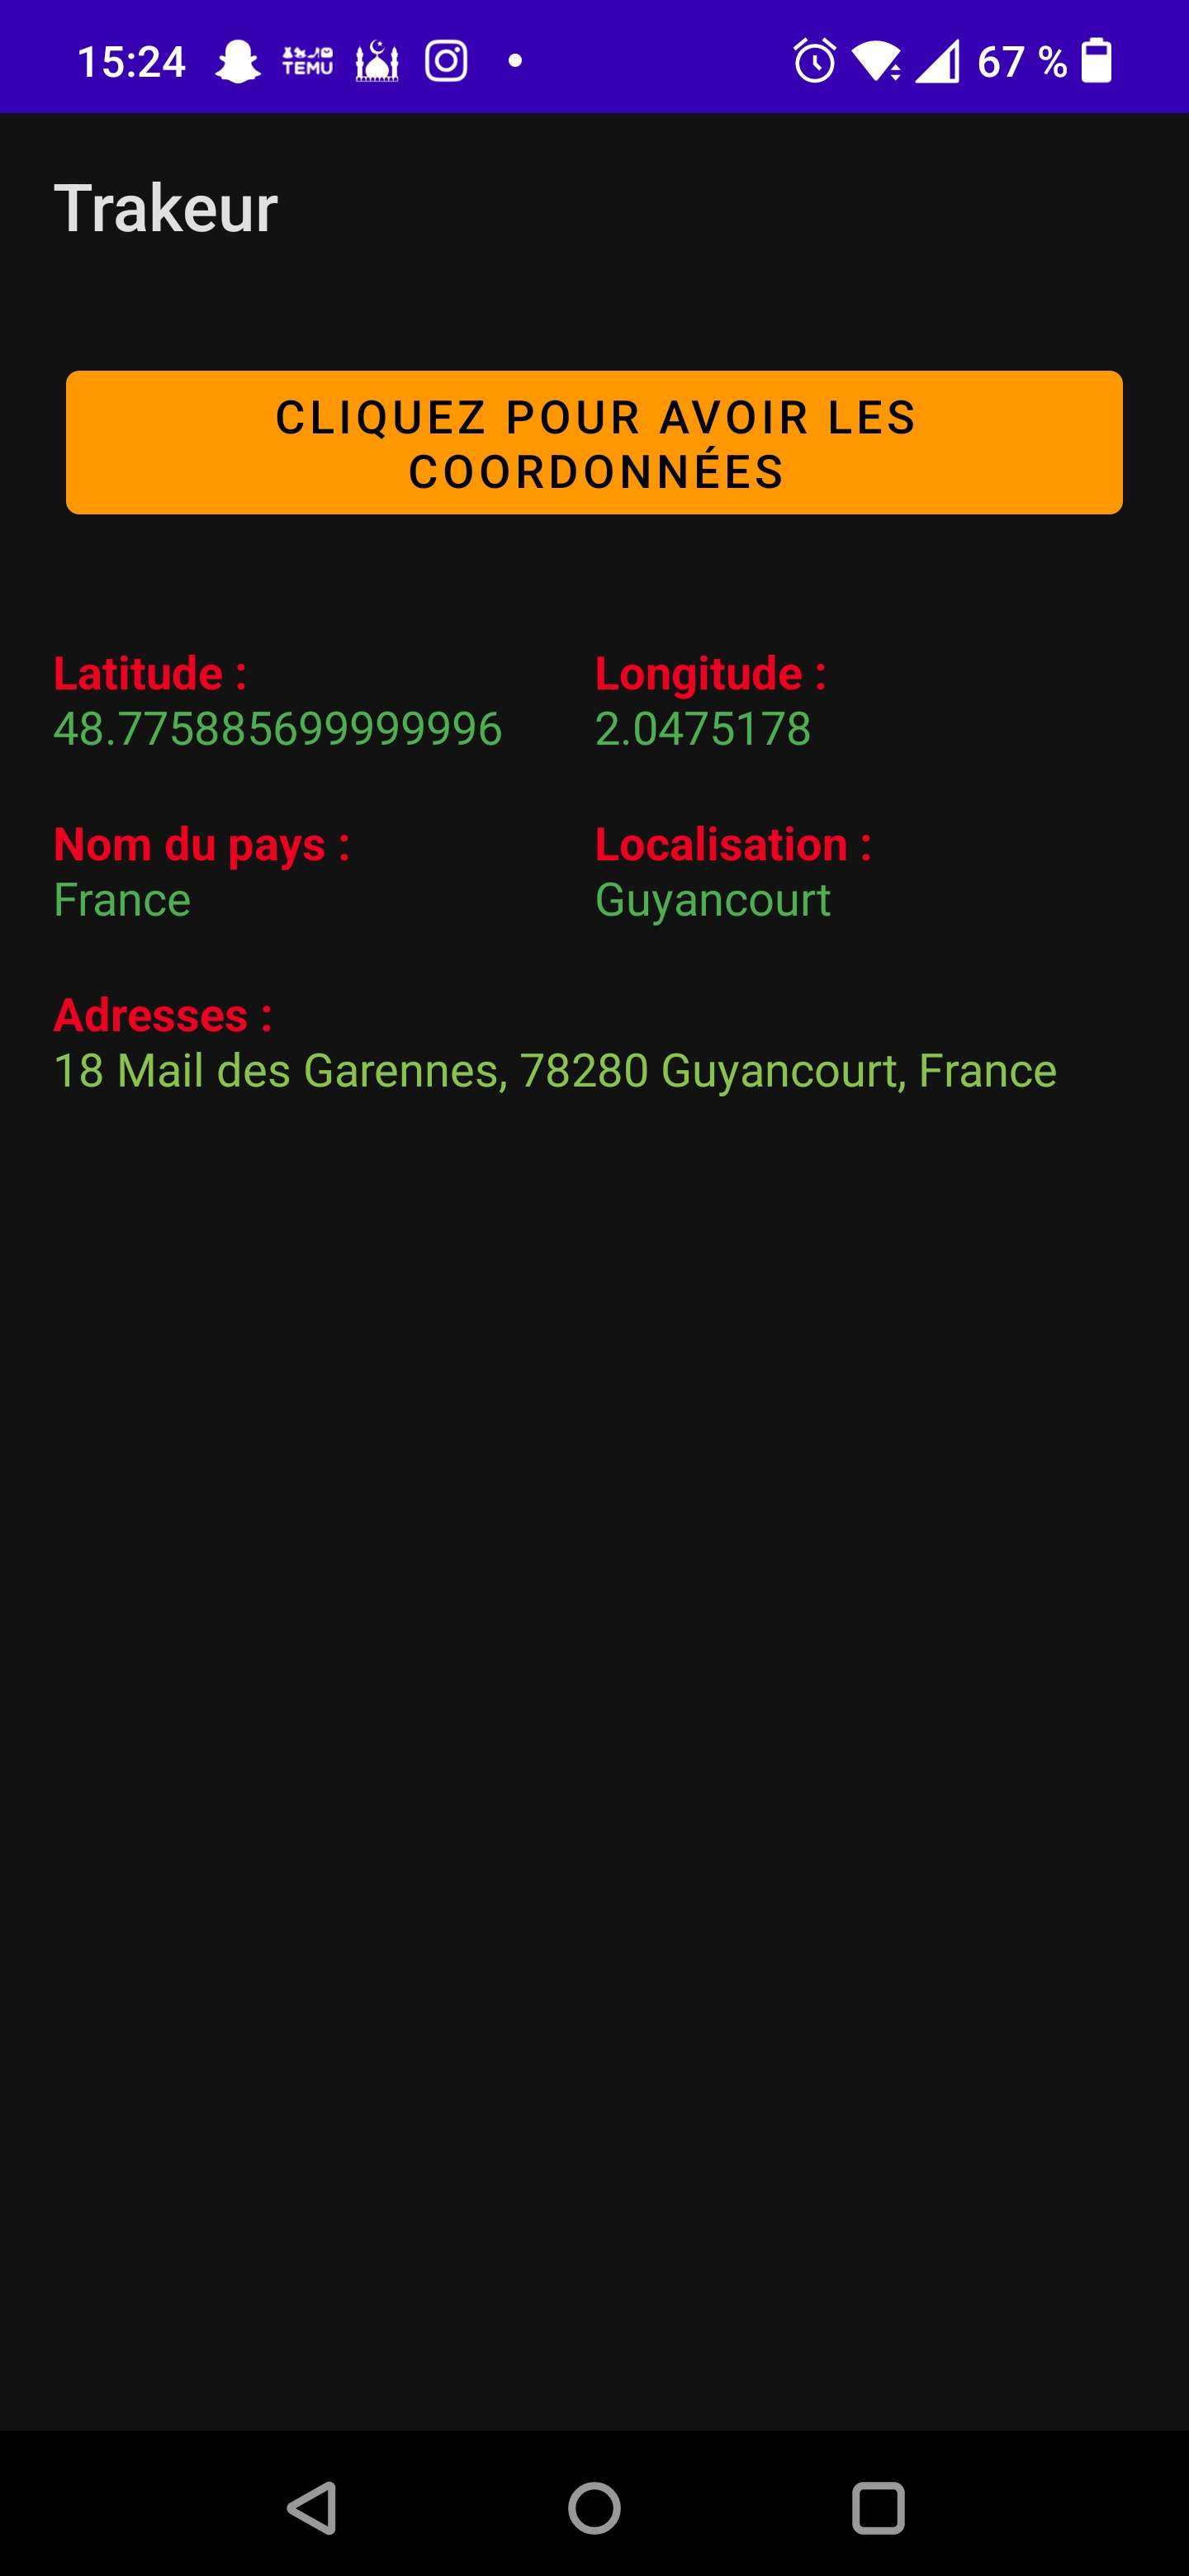 15:24 TEMU 67 %
Trakeur
CLIQUEZ POUR AVOIR LES
COORDONNÉES
Latitude : Longitude :
48.775885699999996 2.0475178
Nom du pays : Localisation :
France Guyancourt
Adresses :
18 Mail des Garennes, 78280 Guyancourt, France